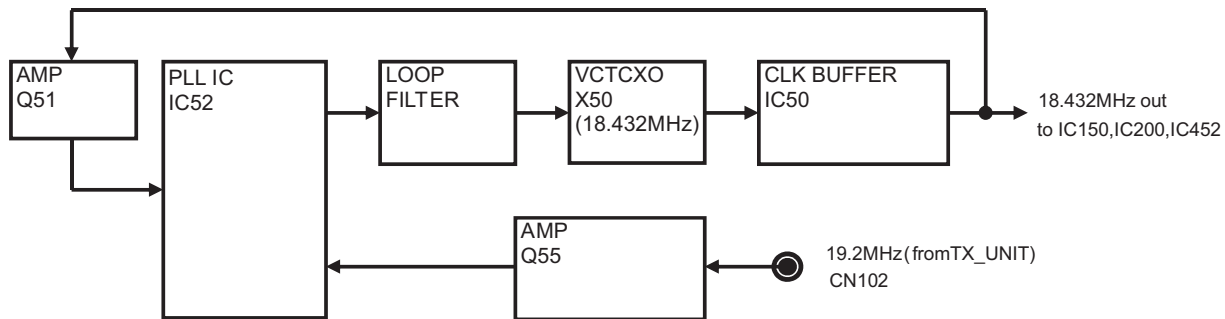 AMP
Q51
PLL IC
IC52
LOOP
FILTER
VCTCXO
X50
(18.432MHz)
CLK BUFFER
IC50
18.432MHz out
to IC150,IC200,IC452
AMP
Q55
19.2MHz(fromTX_UNIT)
CN102